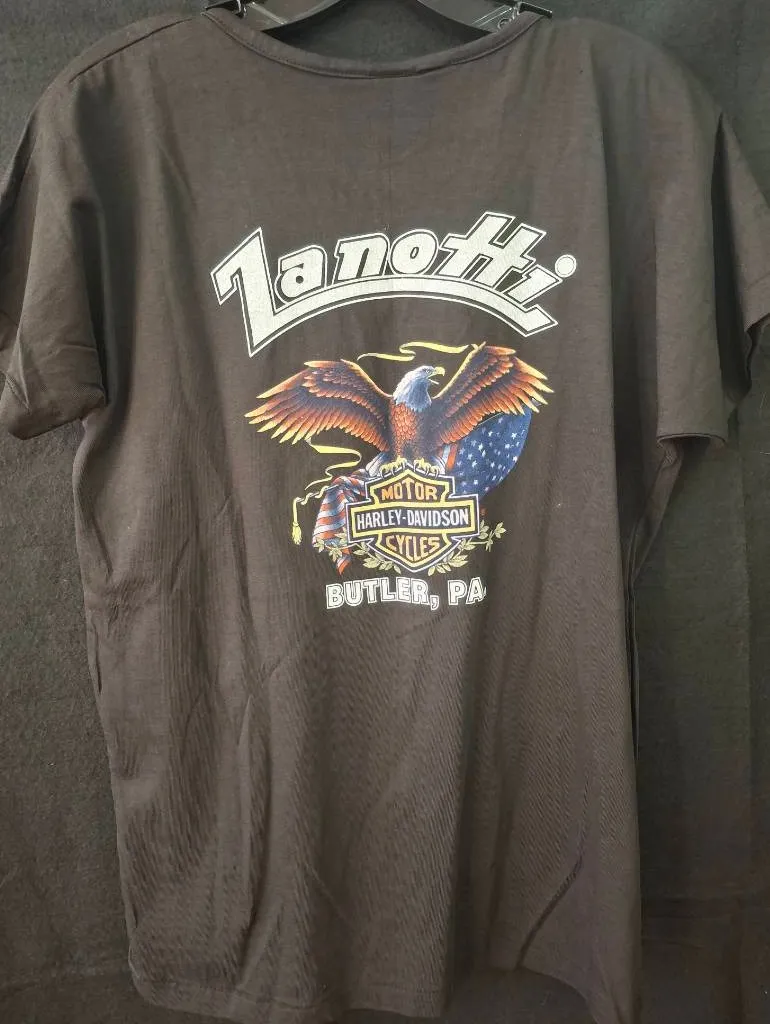 Zanotti
MOTOR
HARLEY-DAVIDSON
CYCLES
BUTLER, PA